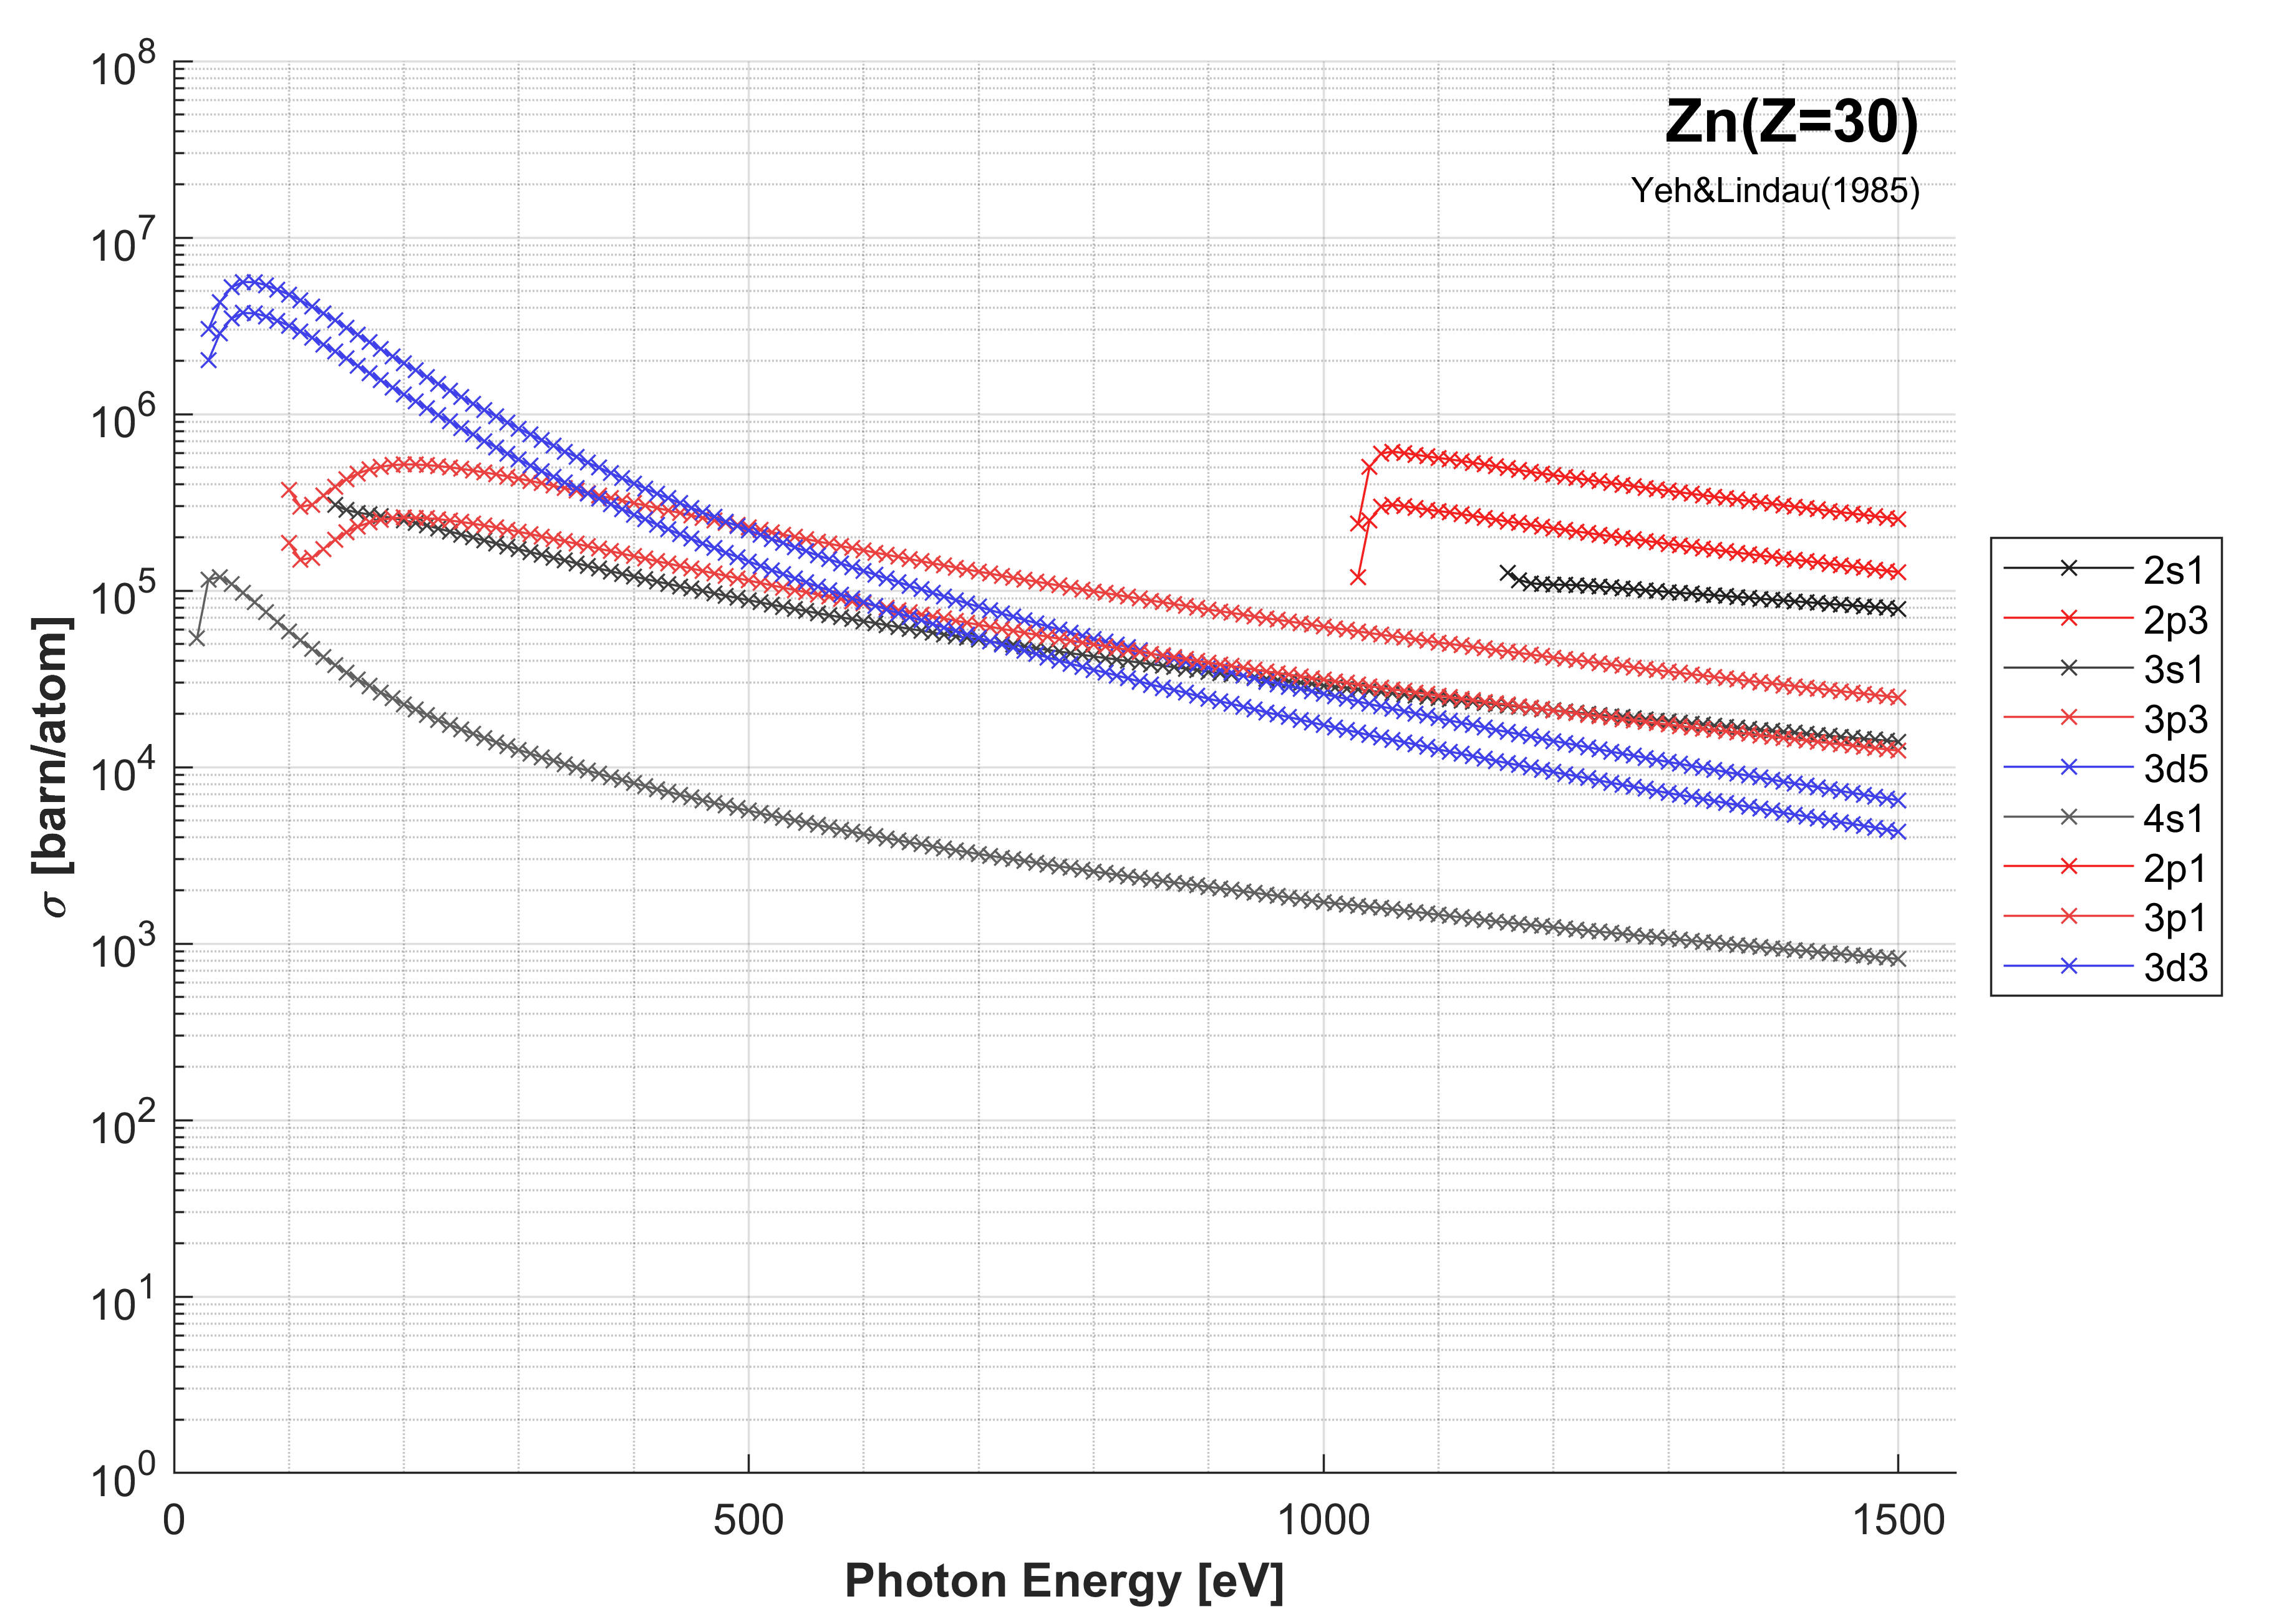 Zn(Z=30)
Yeh&Lindau(1985)
σ [barn/atom]
10^8
10^7
10^6
10^5
10^4
10^3
10^2
10^1
10^0
0 500 1000 1500
Photon Energy [eV]
2s1
2p3
3s1
3p3
3d5
4s1
2p1
3p1
3d3